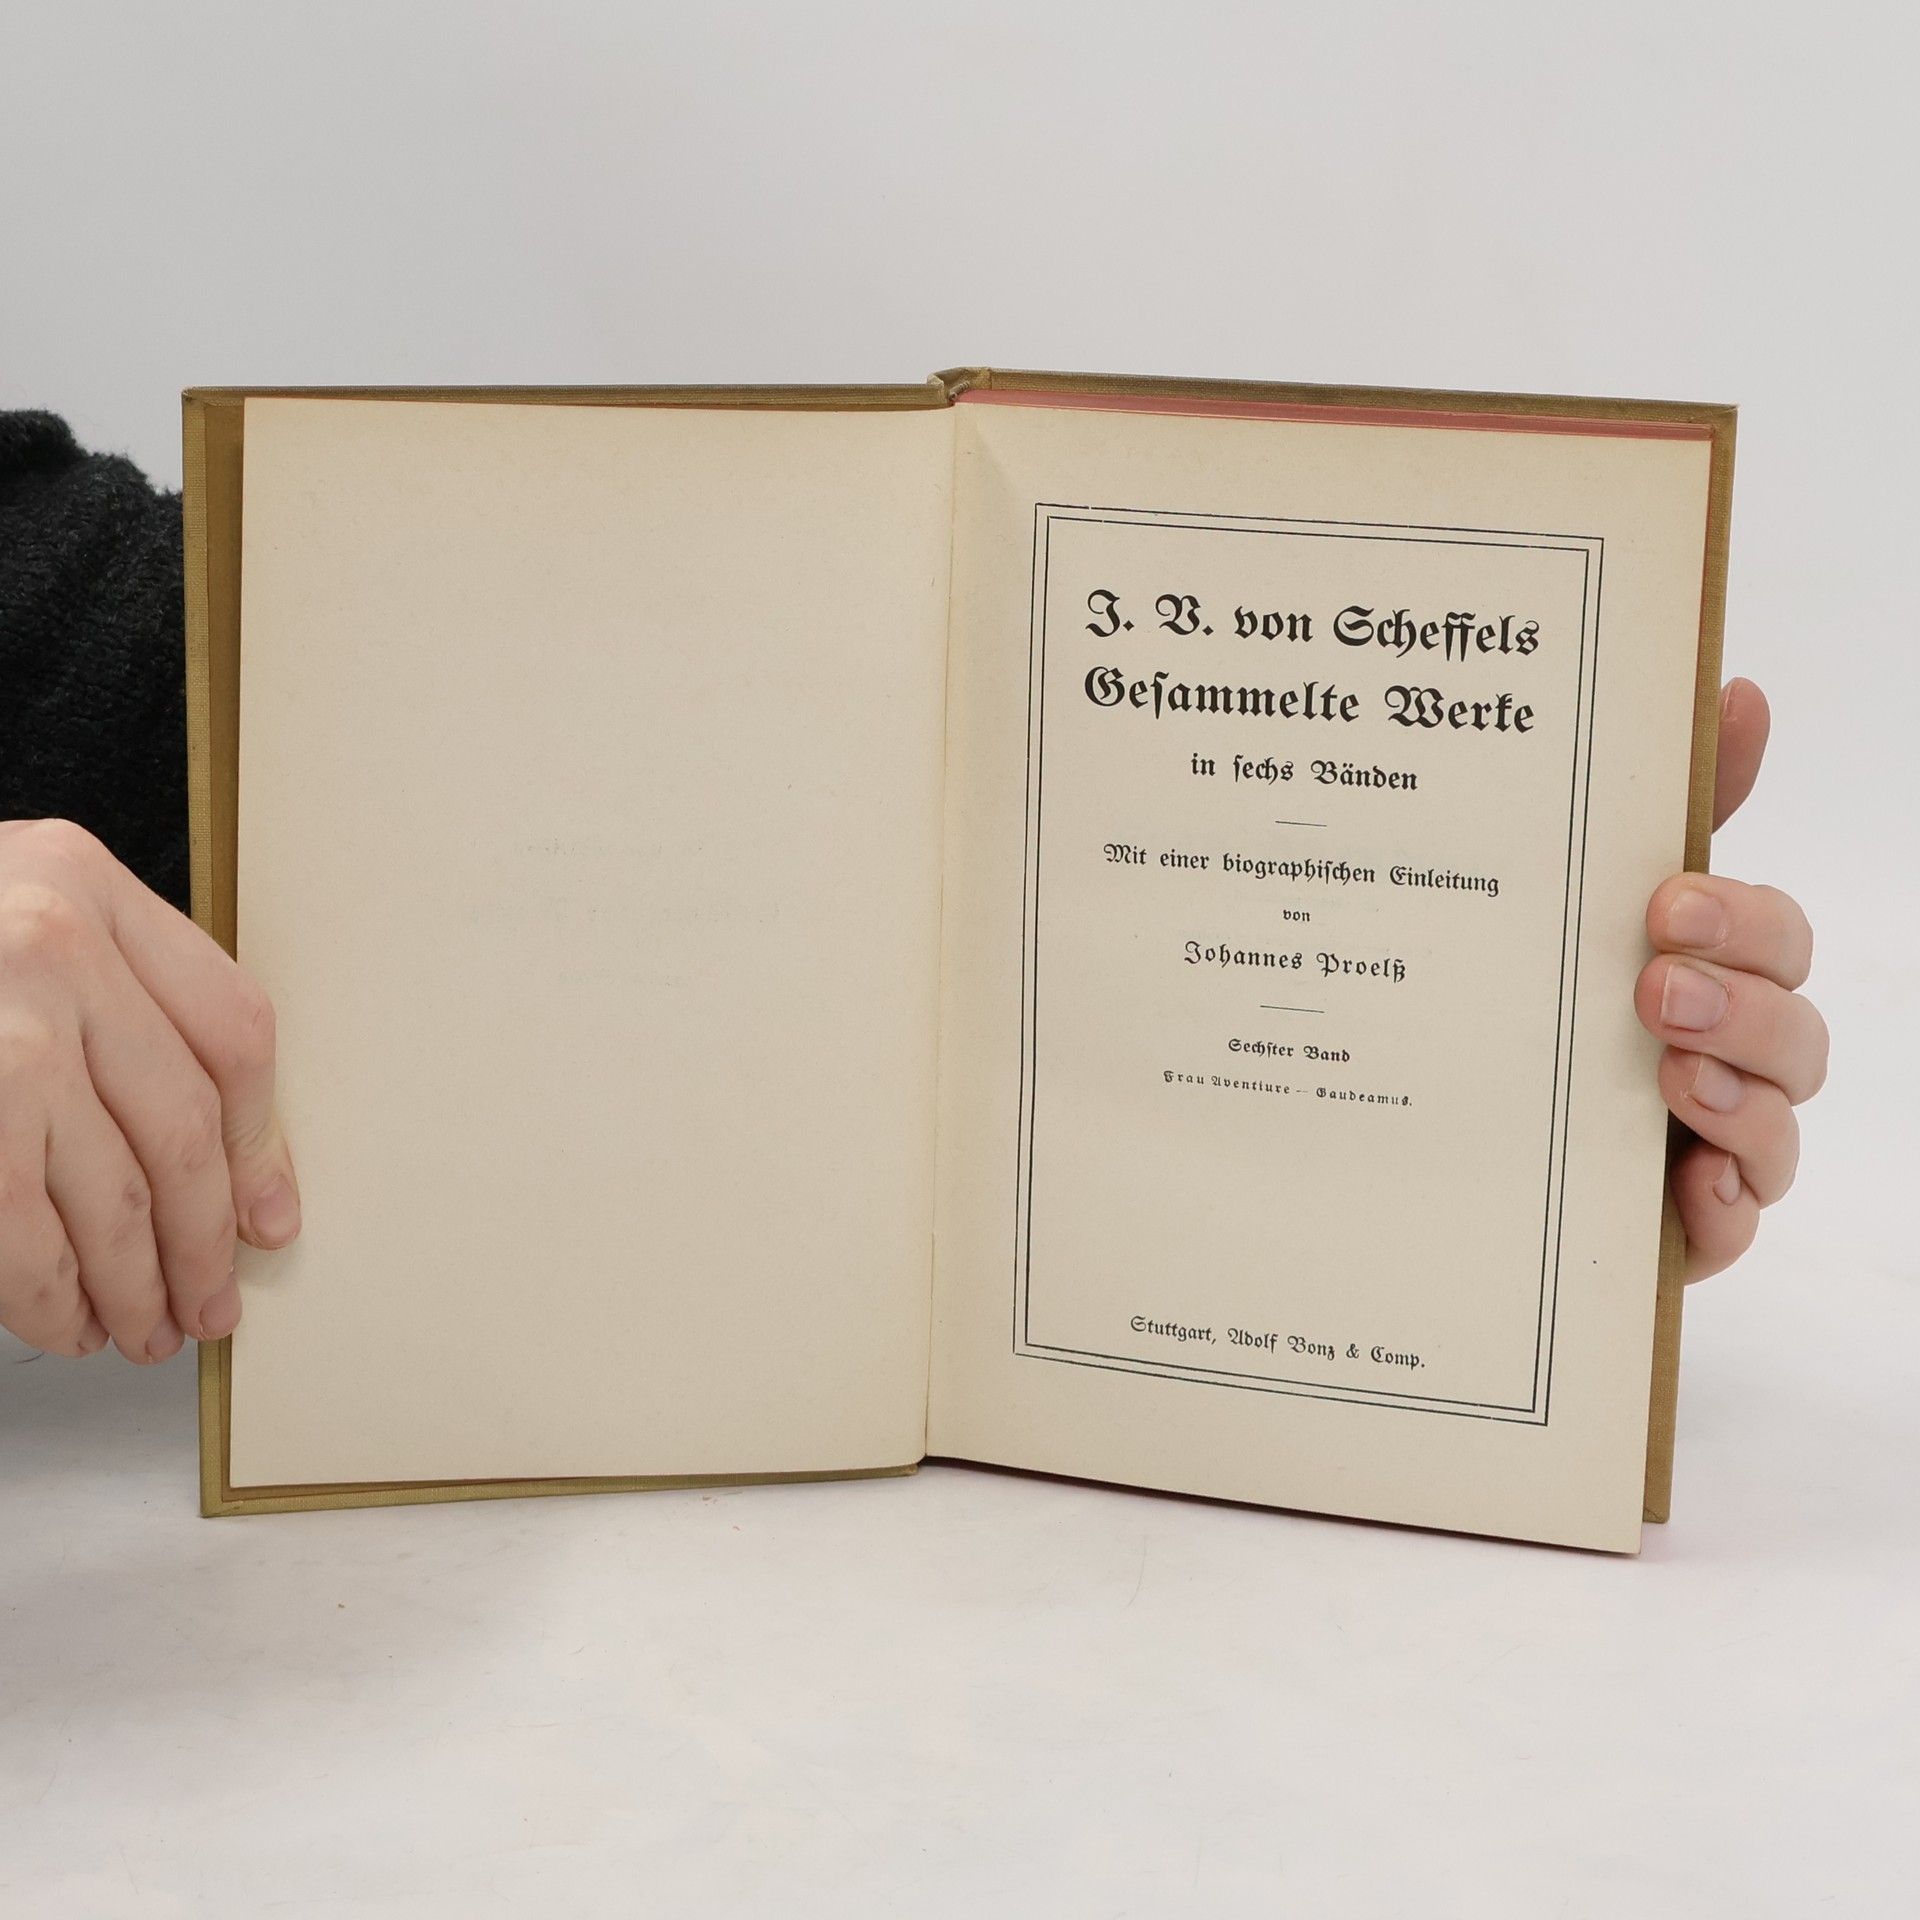 J. V. von Scheffels
Geſammelte Werke
in ſechs Bänden
Mit einer biographiſchen Einleitung
von
Johannes Proelß
Sechſter Band
Frau Aventiure — Gaudeamus.
Stuttgart, Adolf Bonz & Comp.